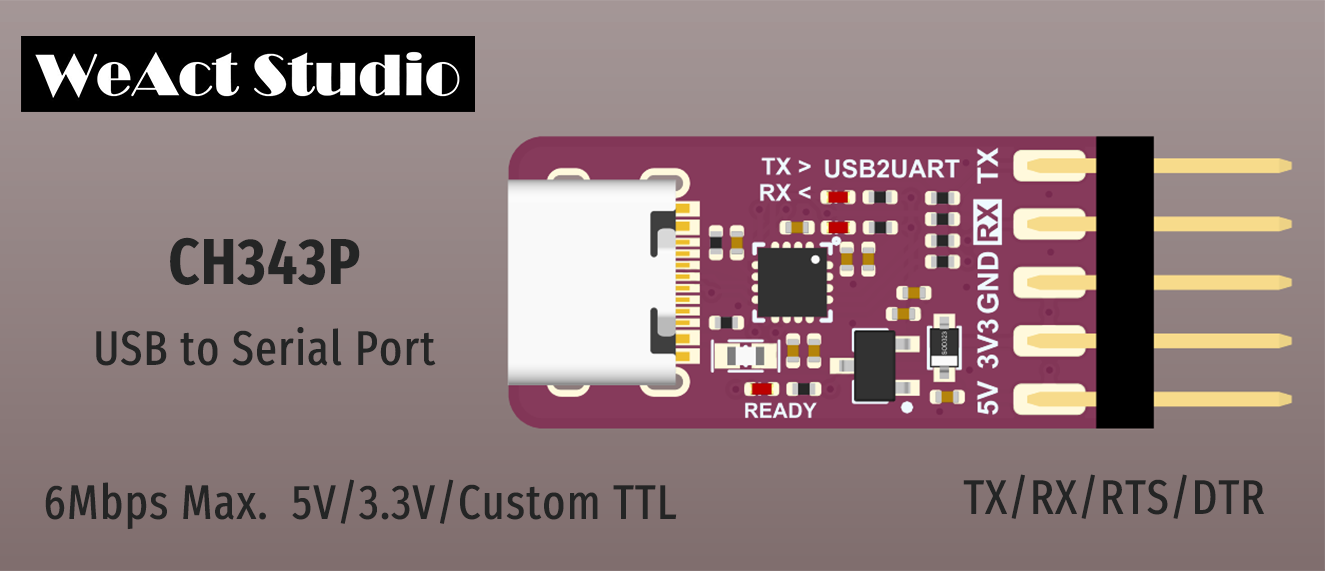 WeAct Studio
CH343P
USB to Serial Port
6Mbps Max. 5V/3.3V/Custom TTL
TX > USB2UART
RX <
READY
TX
RX
GND
3V3
5V
TX/RX/RTS/DTR